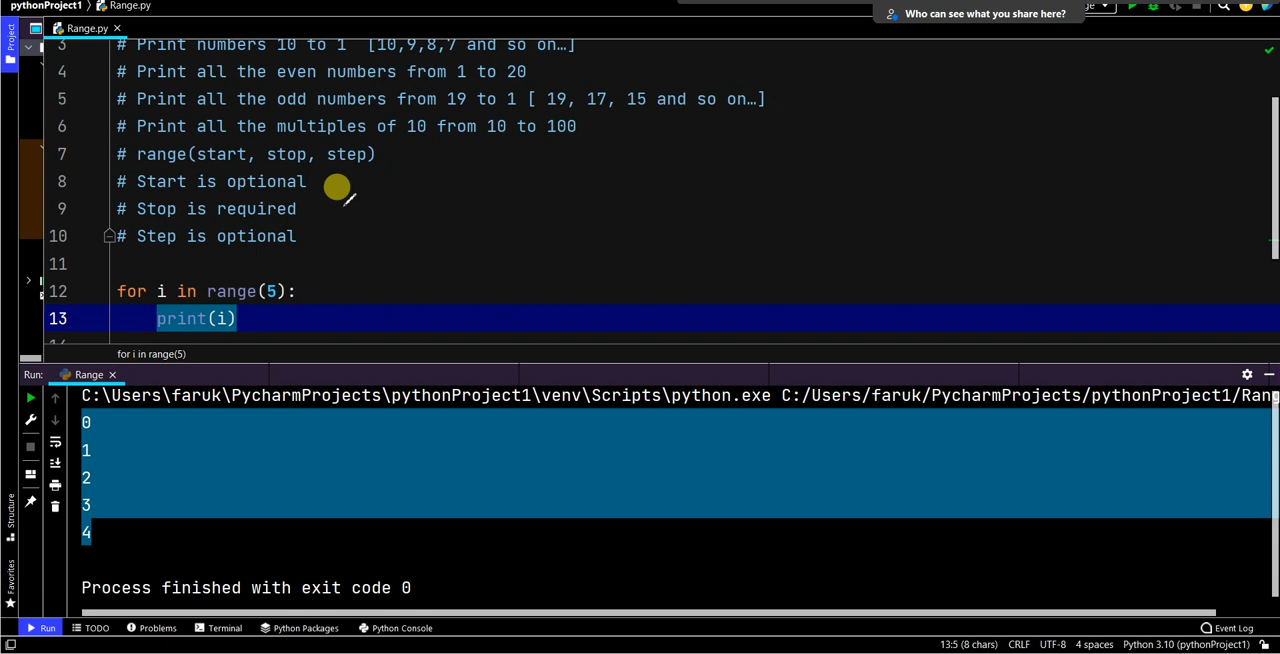 pythonProject1 Range.py
Who can see what you share here?
Project
Range.py
3 # Print numbers 10 to 1 [10,9,8,7 and so on…]
4 # Print all the even numbers from 1 to 20
5 # Print all the odd numbers from 19 to 1 [ 19, 17, 15 and so on…]
6 # Print all the multiples of 10 from 10 to 100
7 # range(start, stop, step)
8 # Start is optional
9 # Stop is required
10 # Step is optional
11
12 for i in range(5):
13 print(i)
for i in range(5)
Run: Range
C:\Users\faruk\PycharmProjects\pythonProject1\venv\Scripts\python.exe C:/Users/faruk/PycharmProjects/pythonProject1/Rang
0
1
2
3
4
Process finished with exit code 0
Structure
Favorites
Run TODO Problems Terminal Python Packages Python Console Event Log
13:5 (8 chars) CRLF UTF-8 4 spaces Python 3.10 (pythonProject1)